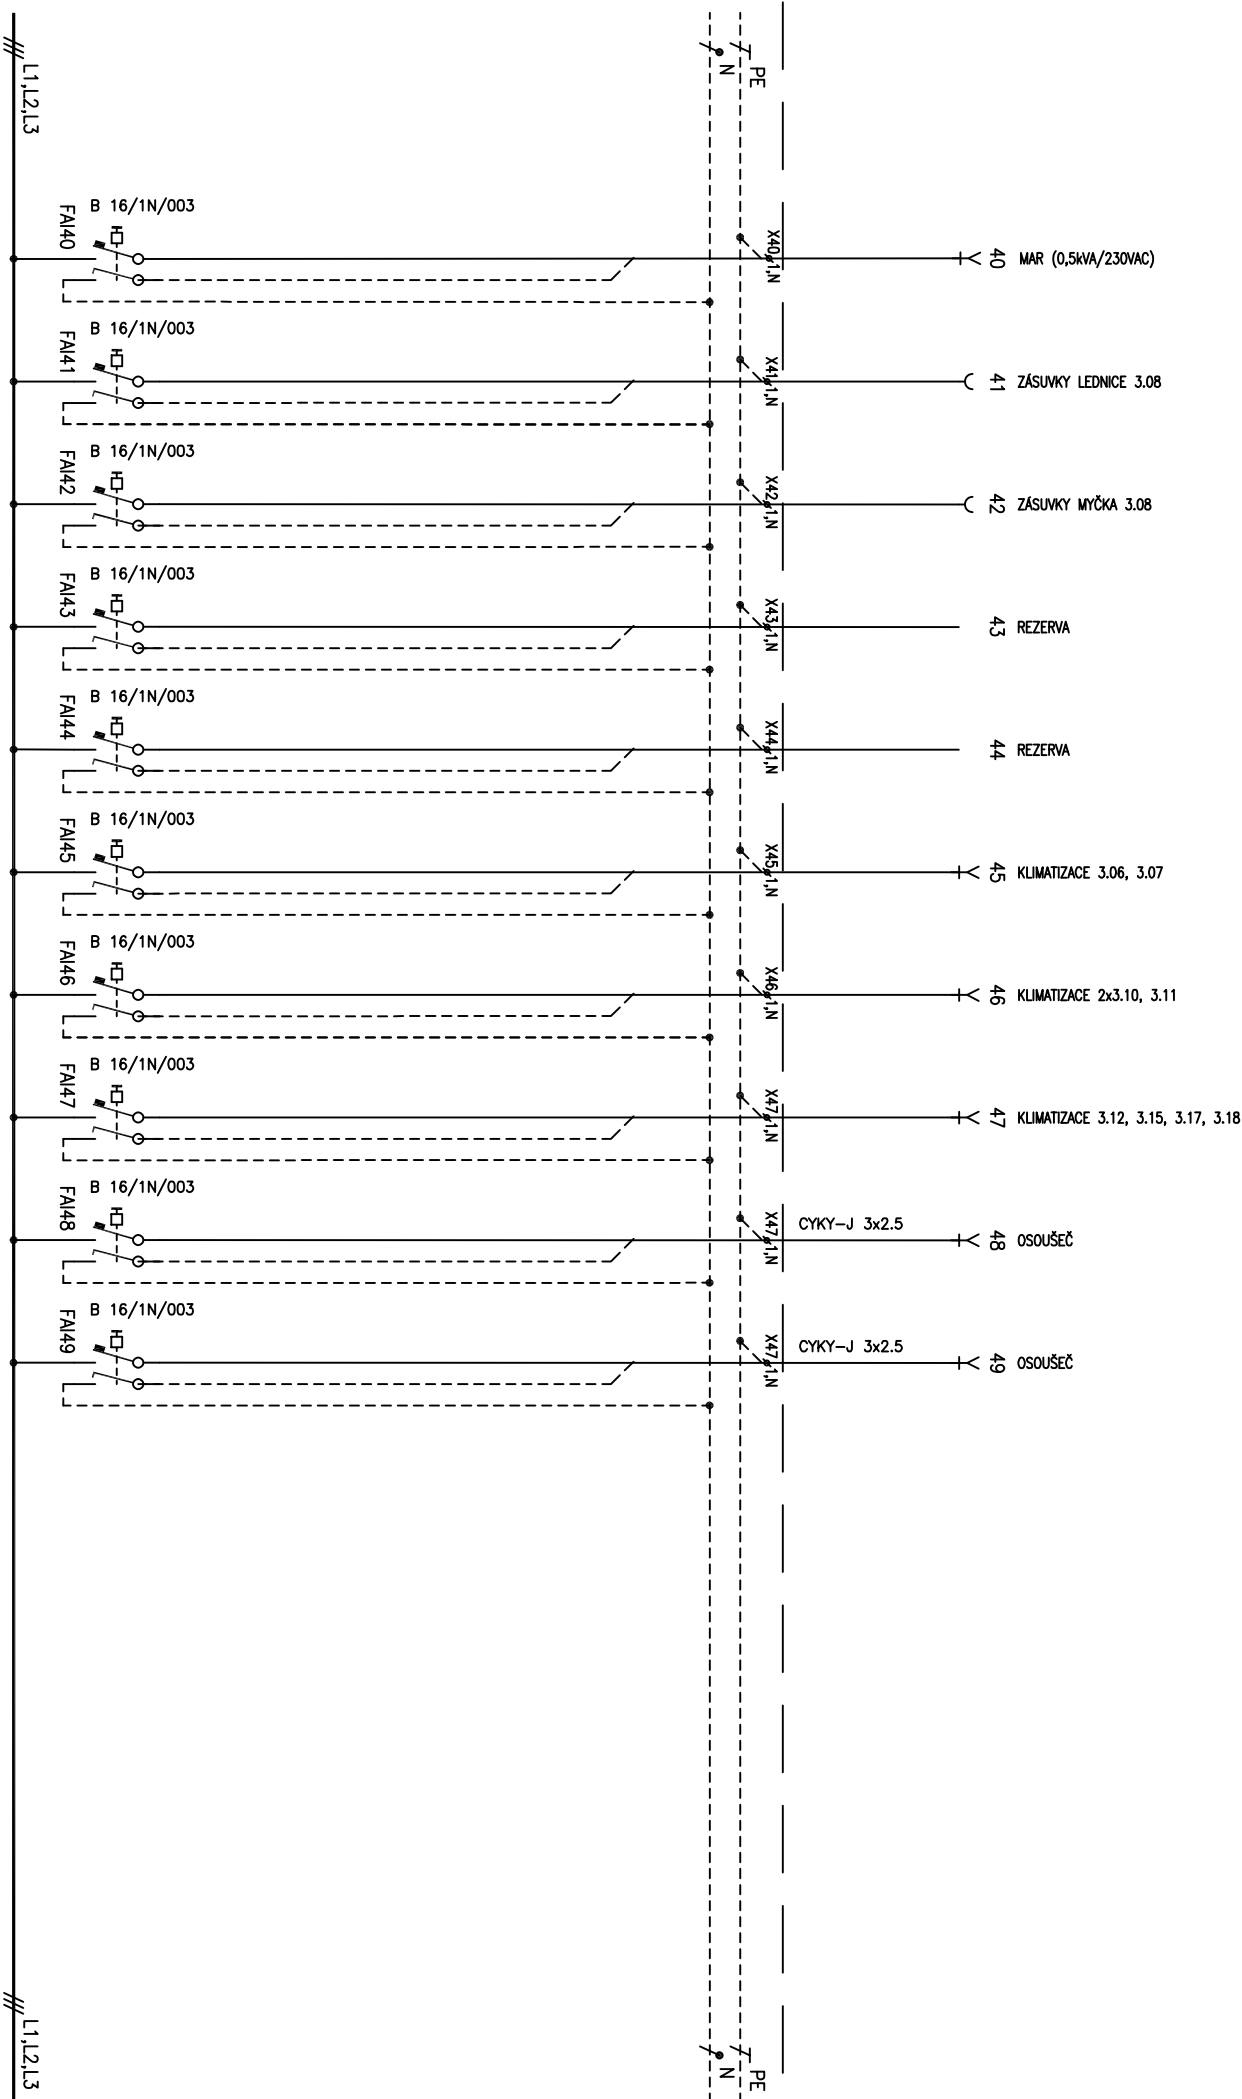 L1,L2,L3
N
PE
B 16/1N/003
FAI40
X40
1,N
40
MAR (0,5kVA/230VAC)
B 16/1N/003
FAI41
X41
1,N
41
ZÁSUVKY LEDNICE 3.08
B 16/1N/003
FAI42
X42
1,N
42
ZÁSUVKY MYČKA 3.08
B 16/1N/003
FAI43
X43
1,N
43
REZERVA
B 16/1N/003
FAI44
X44
1,N
44
REZERVA
B 16/1N/003
FAI45
X45
1,N
45
KLIMATIZACE 3.06, 3.07
B 16/1N/003
FAI46
X46
1,N
46
KLIMATIZACE 2x3.10, 3.11
B 16/1N/003
FAI47
X47
1,N
47
KLIMATIZACE 3.12, 3.15, 3.17, 3.18
B 16/1N/003
FAI48
X47
1,N
CYKY-J 3x2.5
48
OSOUŠEČ
B 16/1N/003
FAI49
X47
1,N
CYKY-J 3x2.5
49
OSOUŠEČ
L1,L2,L3
N
PE